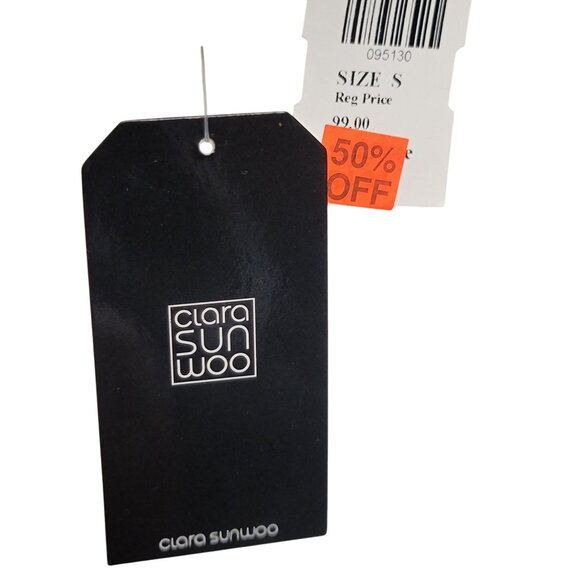 095130
SIZE S
Reg Price
99.00
50%
OFF
clara
SUN
WOO
clara sunwoo